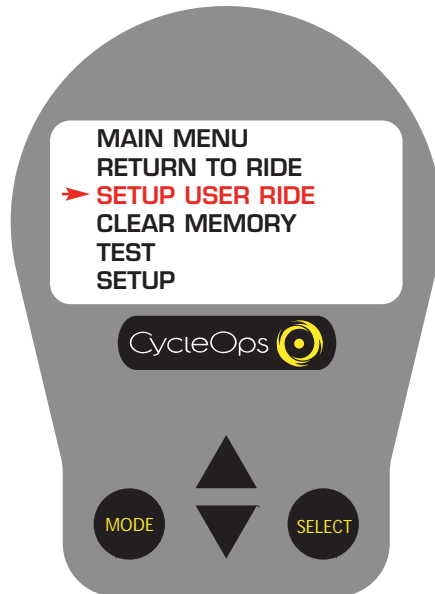 MAIN MENU
RETURN TO RIDE
SETUP USER RIDE
CLEAR MEMORY
TEST
SETUP
CycleOps
MODE
SELECT